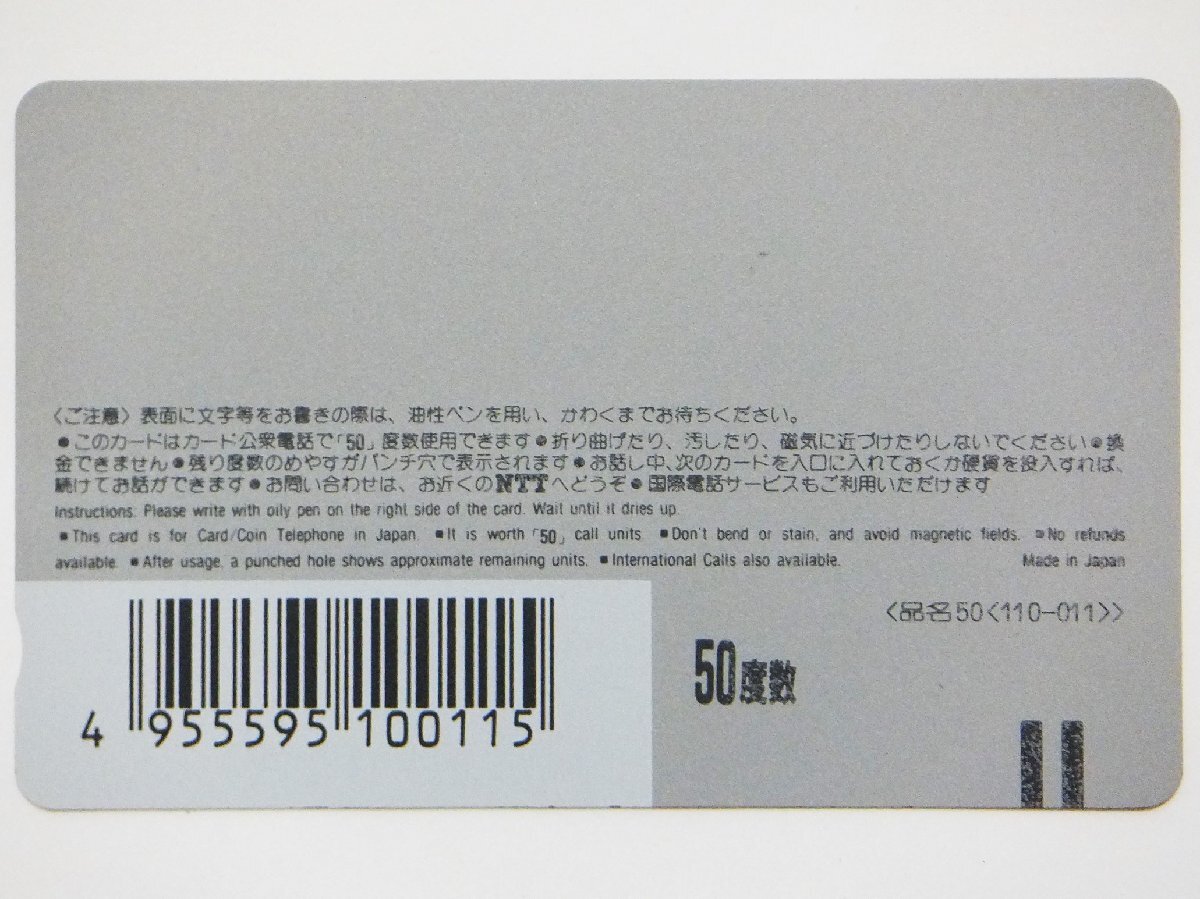 〈ご注意〉表面に文字等をお書きの際は、油性ペンを用い、かわくまでお待ちください。
●このカードはカード公衆電話で「50」度数使用できます●折り曲げたり、汚したり、磁気に近づけたりしないでください●換
金できません●残り度数のめやすがパンチ穴で表示されます●お話し中、次のカードを入口に入れておくか硬貨を投入すれば、
続けてお話ができます●お問い合わせは、お近くのNTTへどうぞ●国際電話サービスもご利用いただけます
Instructions: Please write with oily pen on the right side of the card. Wait until it dries up.
■This card is for Card/Coin Telephone in Japan. ■It is worth「50」call units. ■Don't bend or stain, and avoid magnetic fields. ■No refunds
available. ■After usage, a punched hole shows approximate remaining units. ■International Calls also available. Made in Japan
〈品名50〈110-011〉〉
50度数
4 955595 100115